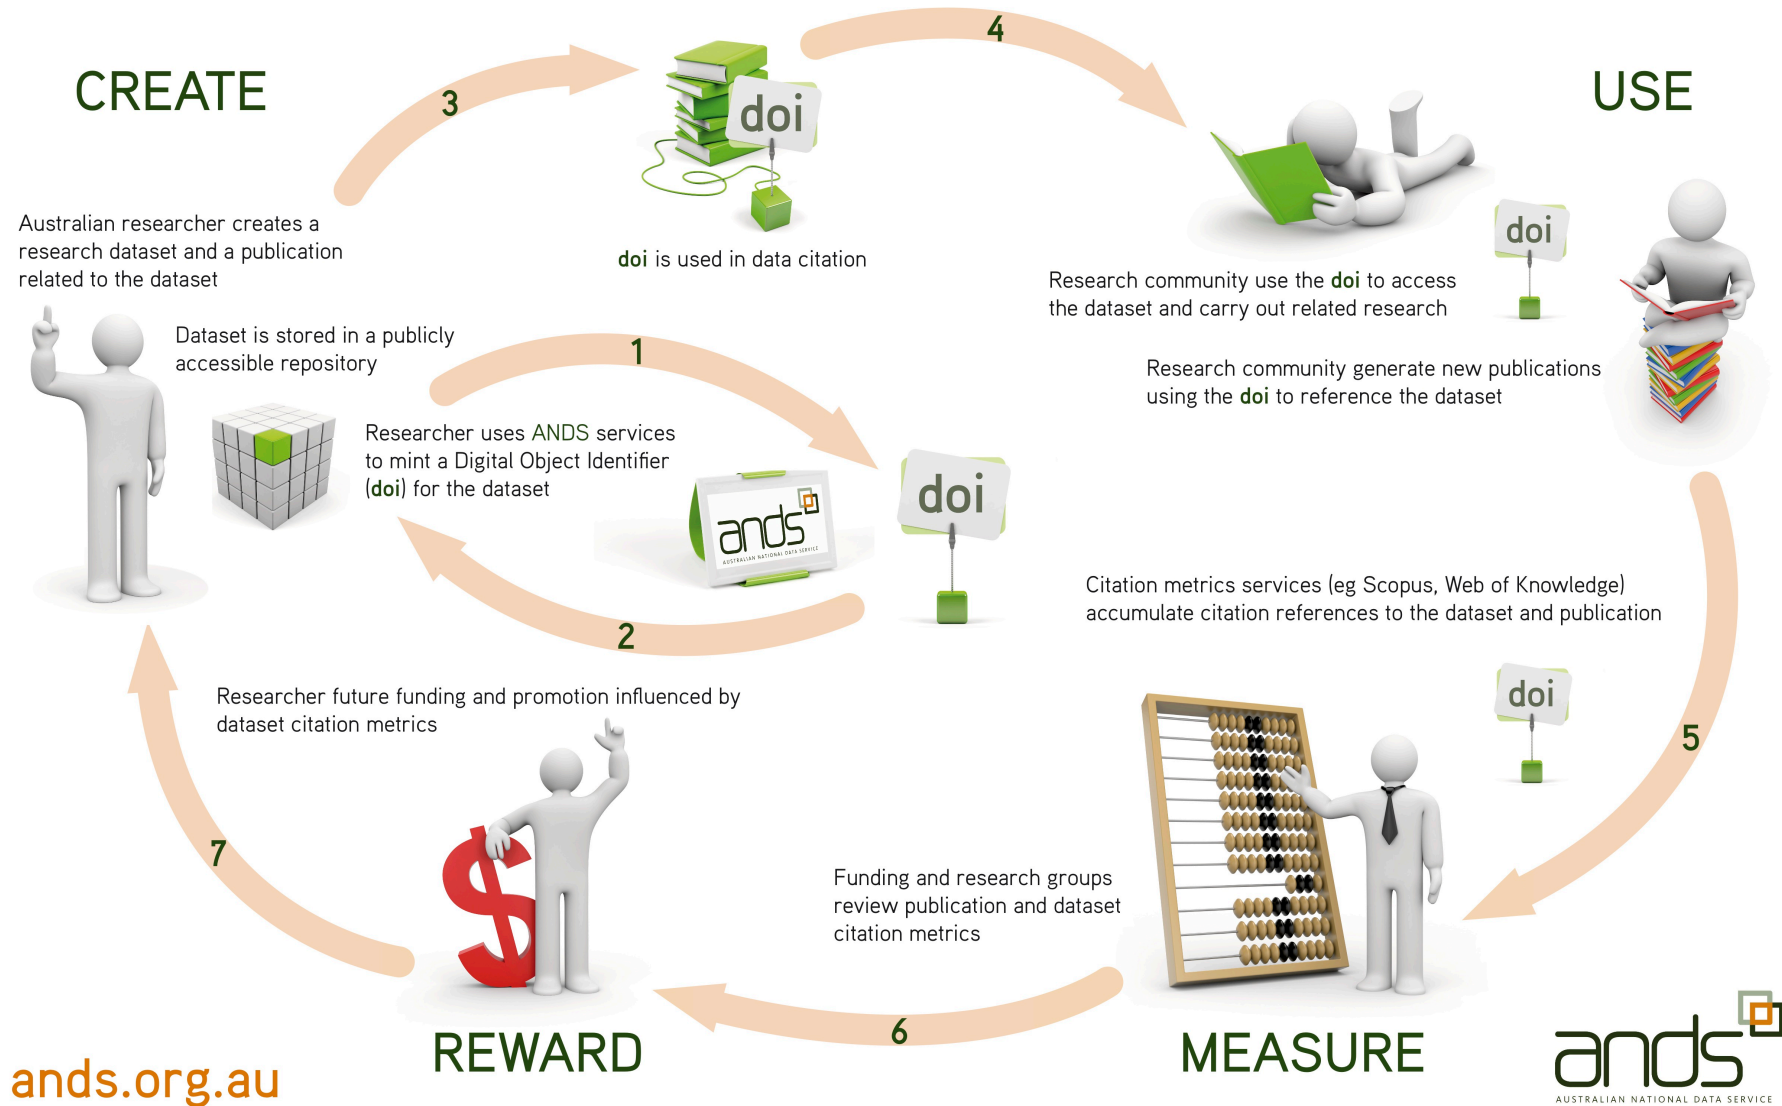 CREATE
USE
3
4
doi
Australian researcher creates a
research dataset and a publication
related to the dataset
doi is used in data citation
doi
Research community use the doi to access
the dataset and carry out related research
Dataset is stored in a publicly
accessible repository
1
Research community generate new publications
using the doi to reference the dataset
Researcher uses ANDS services
to mint a Digital Object Identifier
(doi) for the dataset
ands
AUSTRALIAN NATIONAL DATA SERVICE
doi
2
Citation metrics services (eg Scopus, Web of Knowledge)
accumulate citation references to the dataset and publication
doi
5
Researcher future funding and promotion influenced by
dataset citation metrics
7
Funding and research groups
review publication and dataset
citation metrics
6
REWARD
MEASURE
ands.org.au
ands
AUSTRALIAN NATIONAL DATA SERVICE